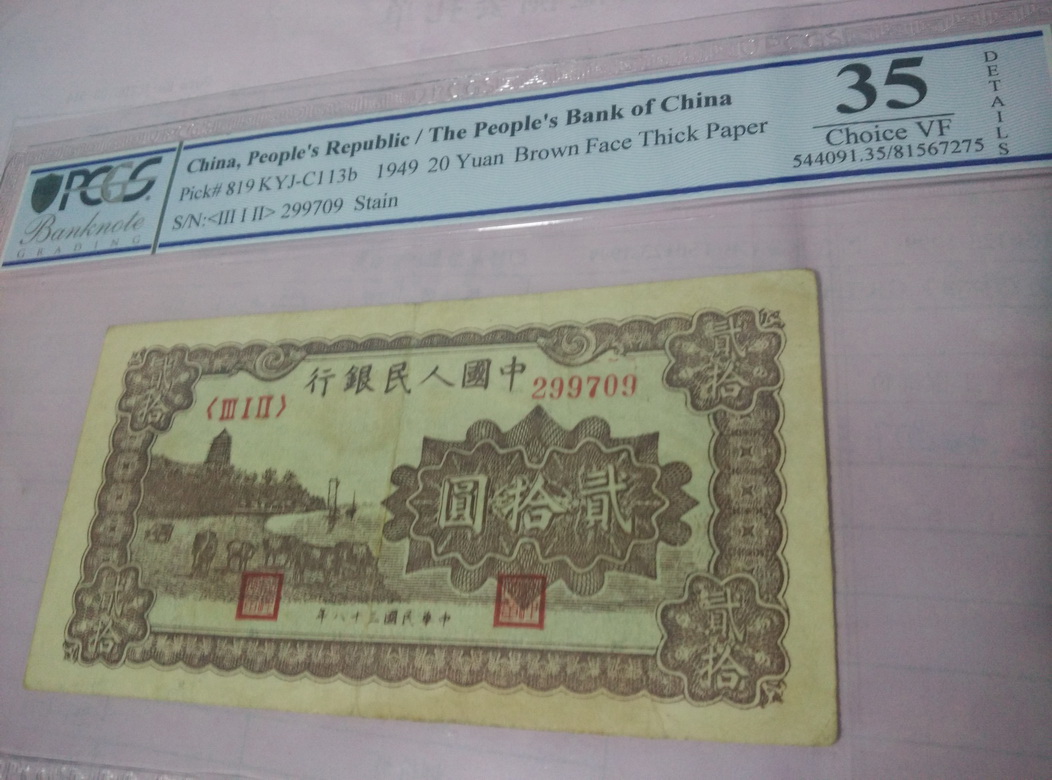 PCGS
Banknote
GRADING
China, People's Republic / The People's Bank of China
Pick# 819 KYJ-C113b 1949 20 Yuan Brown Face Thick Paper
S/N:<III I II> 299709 Stain
35
Choice VF
544091.35/81567275
DETAILS
行銀民人國中
299709
〈III I II〉
貳拾
貳拾
圓拾貳
貳拾
貳拾
年八十三國民華中